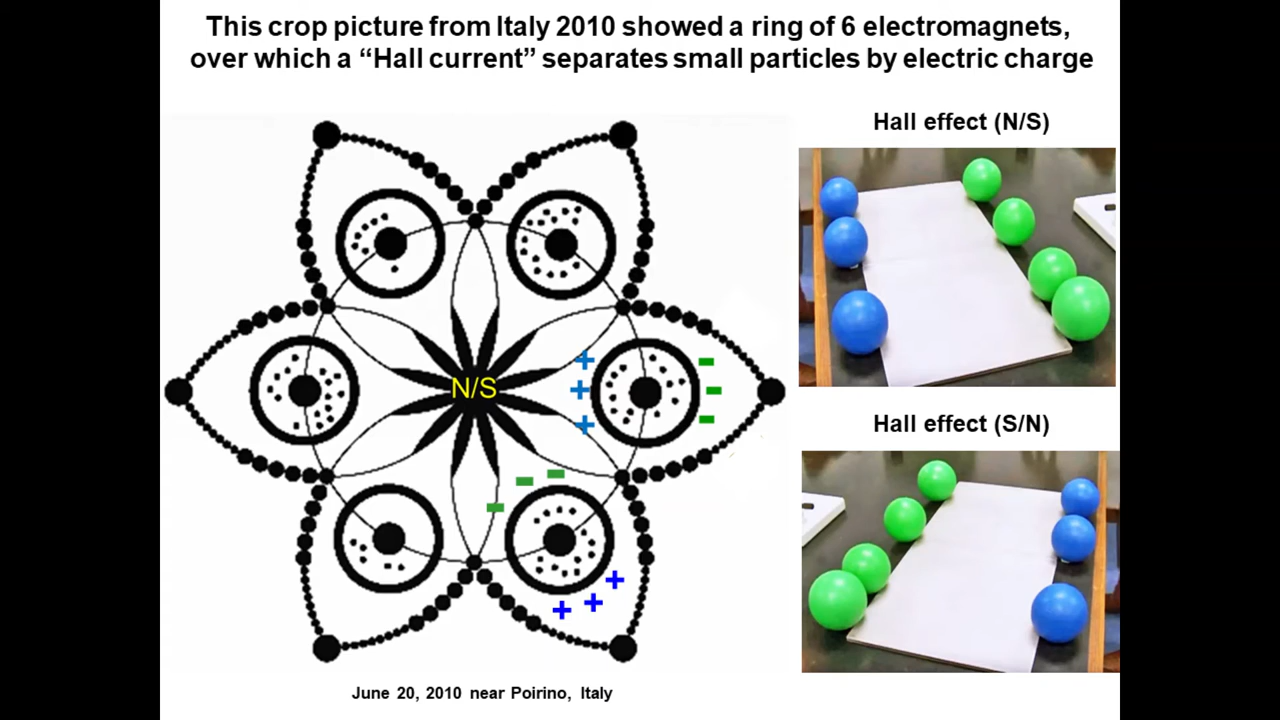 This crop picture from Italy 2010 showed a ring of 6 electromagnets,
over which a “Hall current” separates small particles by electric charge
Hall effect (N/S)
N/S
+ + +
- - -
- - -
+ + +
Hall effect (S/N)
June 20, 2010 near Poirino, Italy